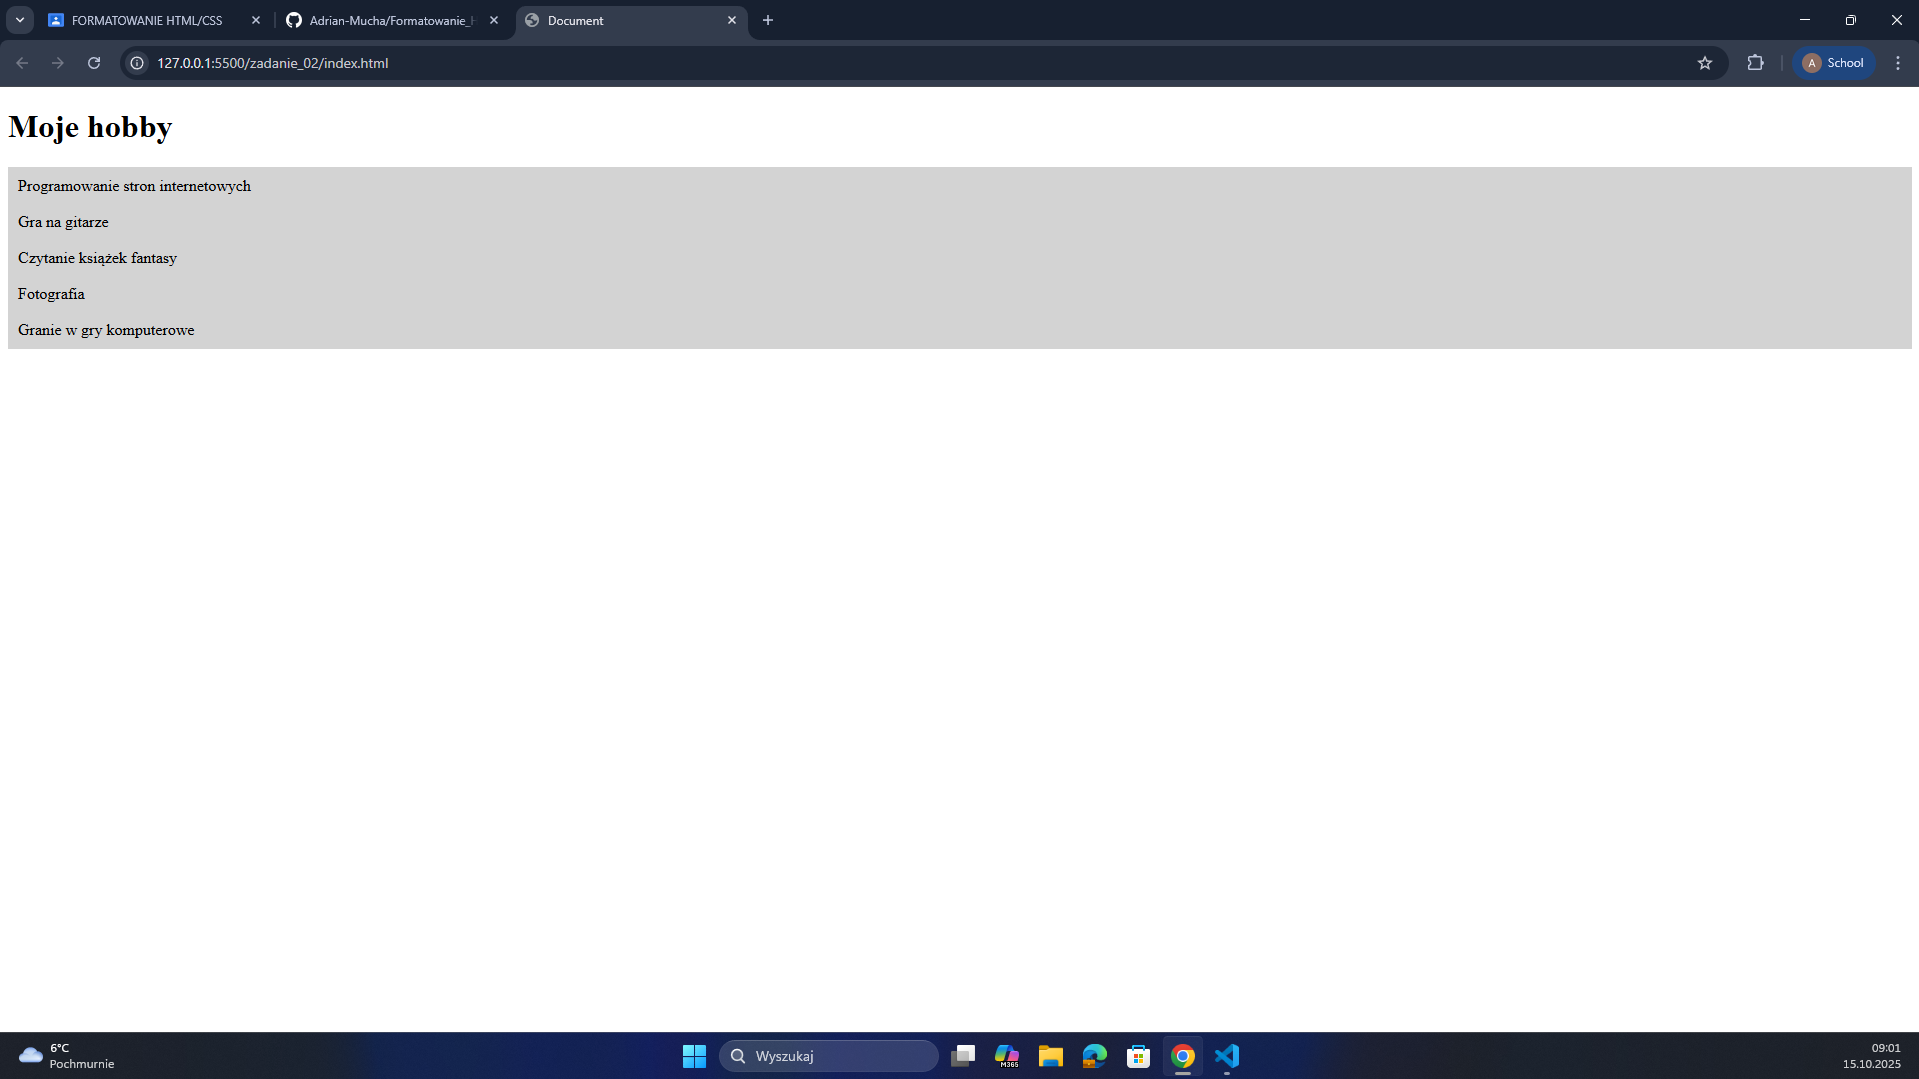 FORMATOWANIE HTML/CSS
Adrian-Mucha/Formatowanie_H
Document
127.0.0.1:5500/zadanie_02/index.html
A
School
Moje hobby
Programowanie stron internetowych
Gra na gitarze
Czytanie książek fantasy
Fotografia
Granie w gry komputerowe
6°C
Pochmurnie
Wyszukaj
M365
09:01
15.10.2025